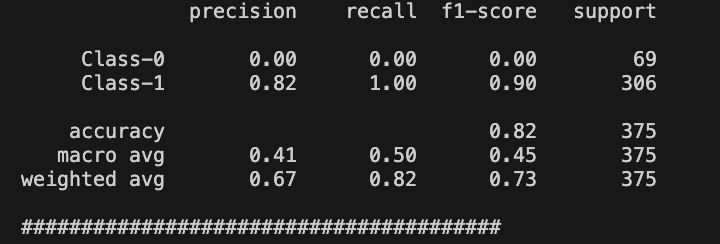 precision recall f1-score support
Class-0 0.00 0.00 0.00 69
Class-1 0.82 1.00 0.90 306
accuracy 0.82 375
macro avg 0.41 0.50 0.45 375
weighted avg 0.67 0.82 0.73 375
########################################